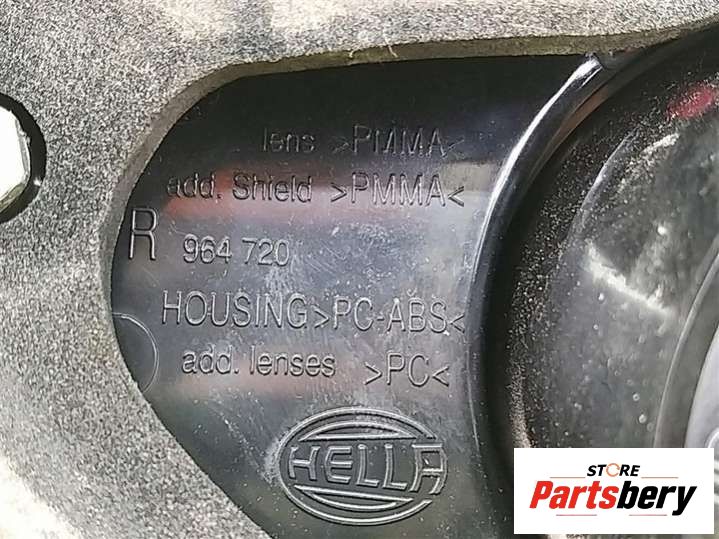 lens >PMMA<
add. Shield >PMMA<
R 964 720
HOUSING >PC-ABS<
add. lenses >PC<
HELLA
STORE
Partsbery